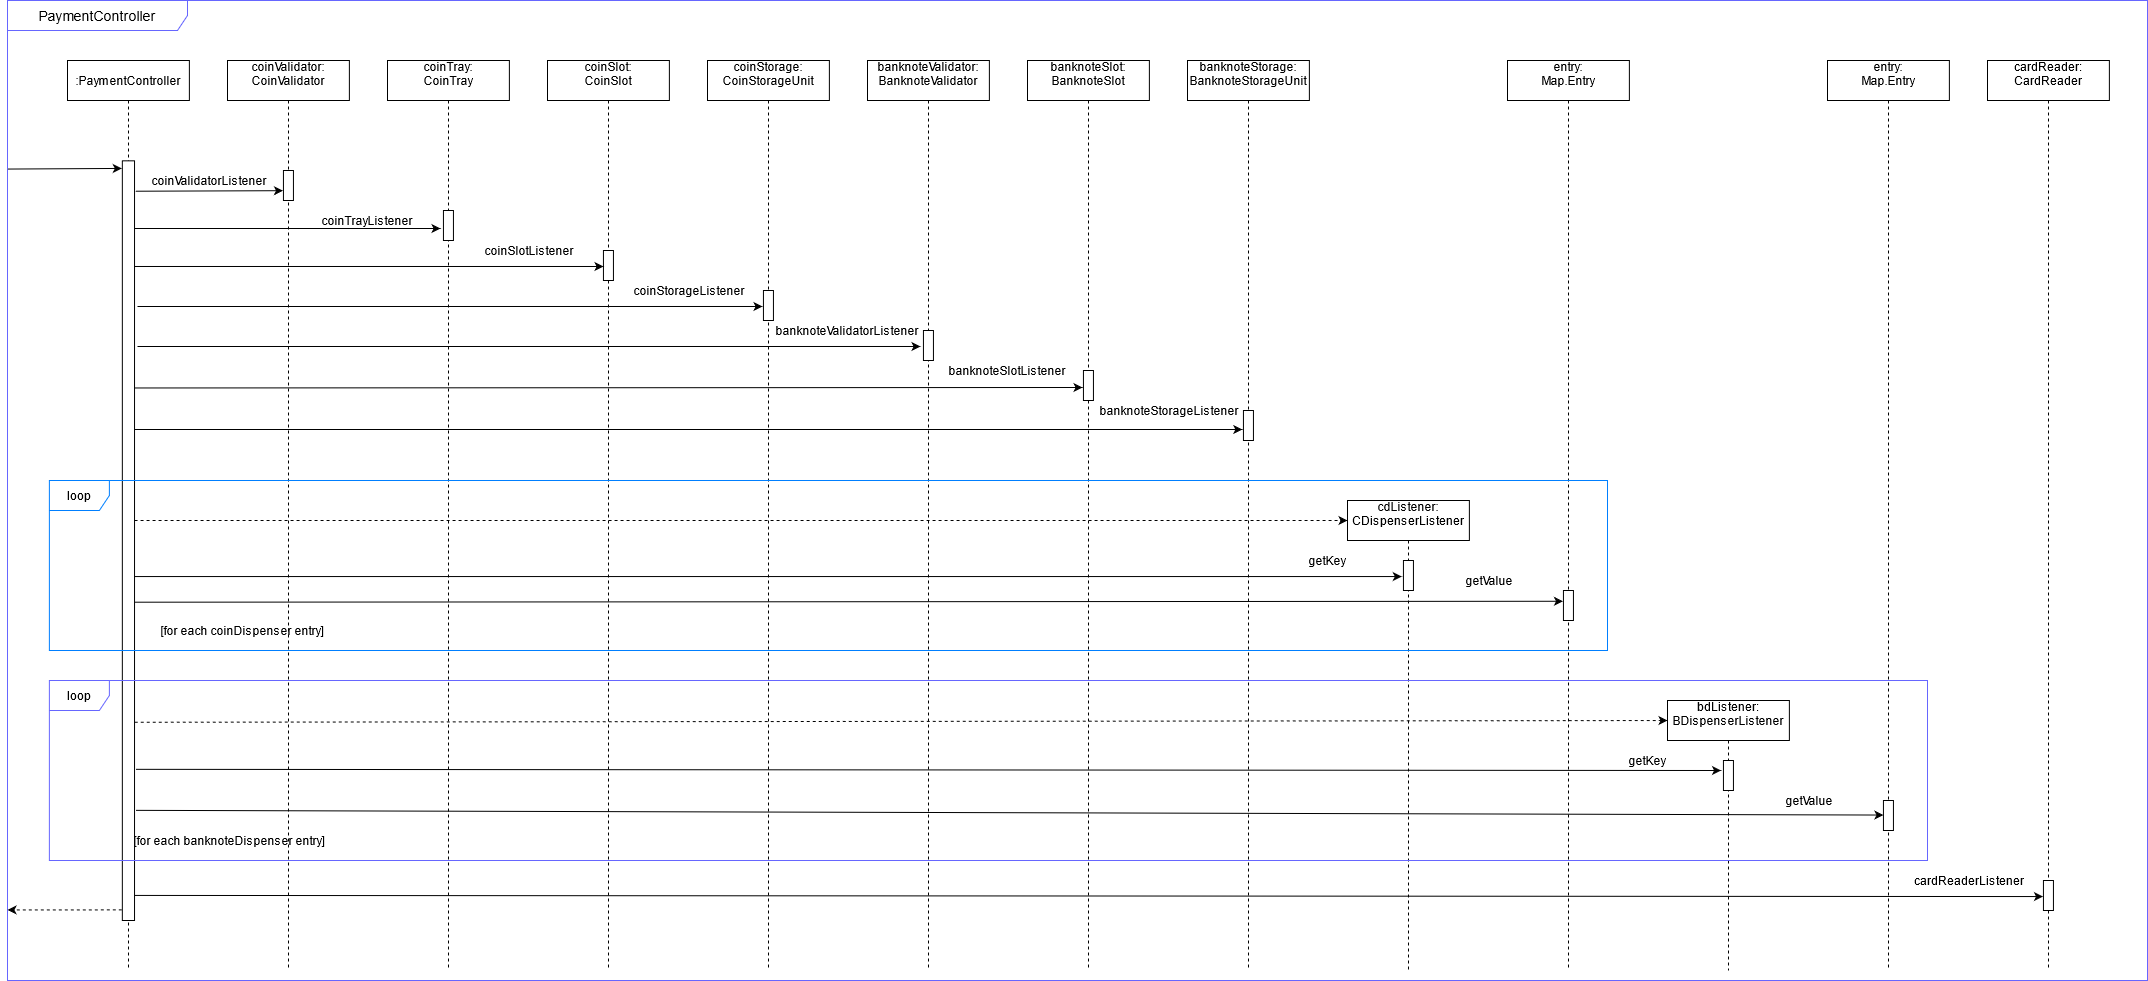 PaymentController
:PaymentController
coinValidator:
CoinValidator
coinTray:
CoinTray
coinSlot:
CoinSlot
coinStorage:
CoinStorageUnit
banknoteValidator:
BanknoteValidator
banknoteSlot:
BanknoteSlot
banknoteStorage:
BanknoteStorageUnit
entry:
Map.Entry
entry:
Map.Entry
cardReader:
CardReader
coinValidatorListener
coinTrayListener
coinSlotListener
coinStorageListener
banknoteValidatorListener
banknoteSlotListener
banknoteStorageListener
loop
cdListener:
CDispenserListener
getKey
getValue
[for each coinDispenser entry]
loop
bdListener:
BDispenserListener
getKey
getValue
[for each banknoteDispenser entry]
cardReaderListener